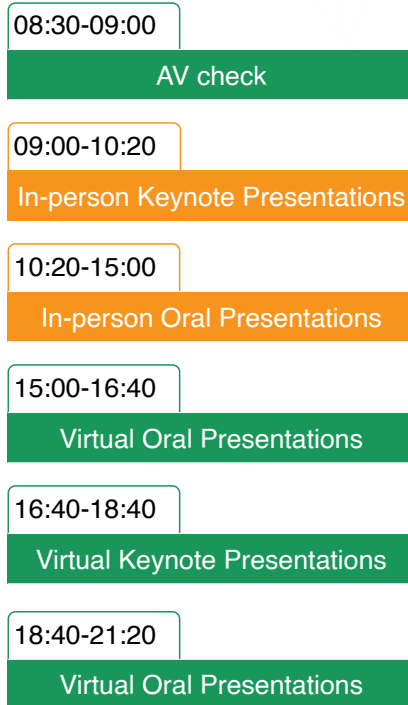 08:30-09:00
AV check
09:00-10:20
In-person Keynote Presentations
10:20-15:00
In-person Oral Presentations
15:00-16:40
Virtual Oral Presentations
16:40-18:40
Virtual Keynote Presentations
18:40-21:20
Virtual Oral Presentations